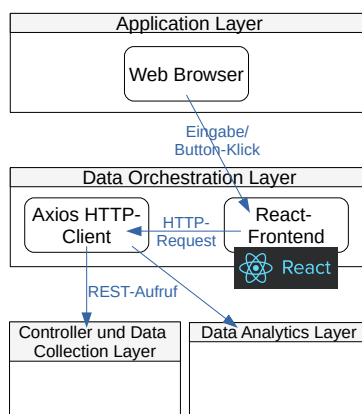 Application Layer
Web Browser
Eingabe/
Button-Klick
Data Orchestration Layer
Axios HTTP-
Client
HTTP-
Request
React-
Frontend
React
REST-Aufruf
Controller und Data
Collection Layer
Data Analytics Layer